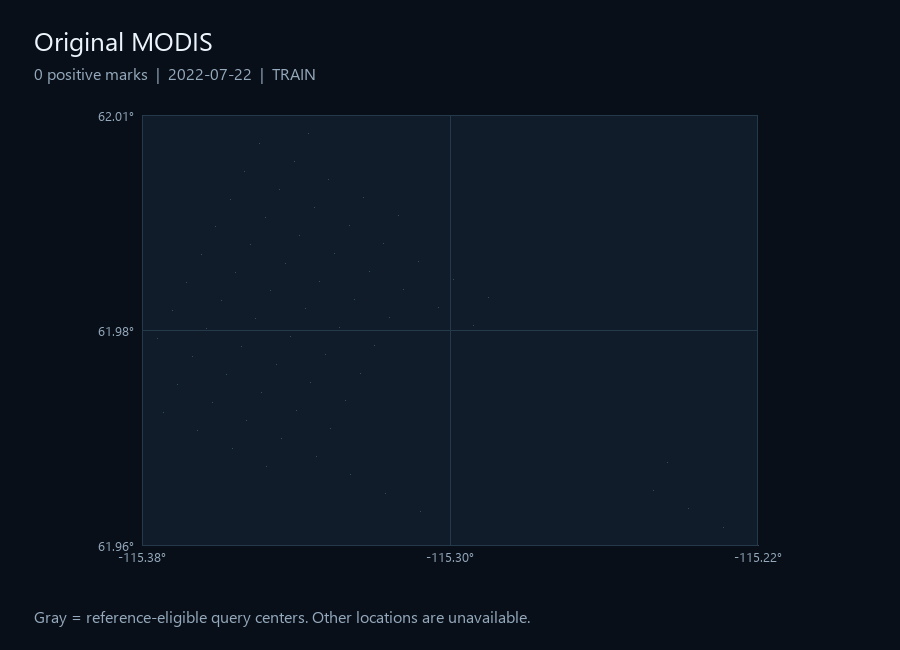 Original MODIS
0 positive marks | 2022-07-22 | TRAIN
62.01°
61.98°
61.96°
-115.38°
-115.30°
-115.22°
Gray = reference-eligible query centers. Other locations are unavailable.